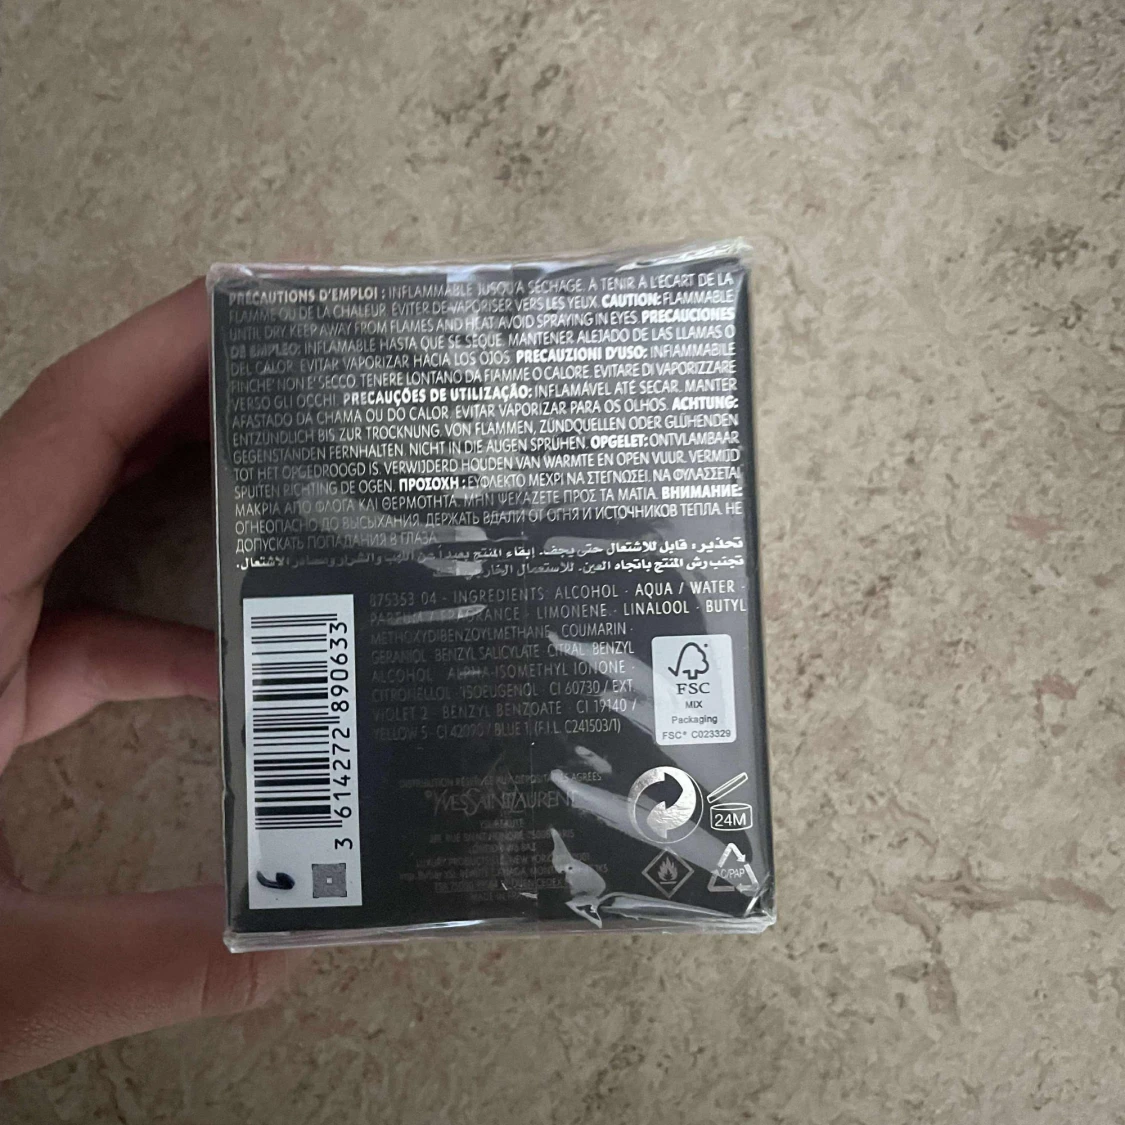 PRÉCAUTIONS D'EMPLOI : INFLAMMABLE JUSQU'A SÉCHAGE. À TENIR À L'ÉCART DE LA
FLAMME OU DE LA CHALEUR. ÉVITER DE VAPORISER VERS LES YEUX. CAUTION: FLAMMABLE
UNTIL DRY. KEEP AWAY FROM FLAMES AND HEAT. AVOID SPRAYING IN EYES. PRECAUCIONES
DE EMPLEO: INFLAMABLE HASTA QUE SE SEQUE. MANTENER ALEJADO DE LAS LLAMAS O
DEL CALOR. EVITAR VAPORIZAR HACIA LOS OJOS. PRECAUZIONI D'USO: INFIAMMABILE
FINCHE' NON E' SECCO. TENERE LONTANO DA FIAMME O CALORE. EVITARE DI VAPORIZZARE
VERSO GLI OCCHI. PRECAUÇÕES DE UTILIZAÇÃO: INFLAMÁVEL ATÉ SECAR. MANTER
AFASTADO DA CHAMA OU DO CALOR. EVITAR VAPORIZAR PARA OS OLHOS. ACHTUNG:
ENTZÜNDLICH BIS ZUR TROCKNUNG. VON FLAMMEN, ZÜNDQUELLEN ODER GLÜHENDEN
GEGENSTÄNDEN FERNHALTEN. NICHT IN DIE AUGEN SPRÜHEN. OPGELET: ONTVLAMBAAR
TOT HET OPGEDROOGD IS. VERWIJDERD HOUDEN VAN WARMTE EN OPEN VUUR. VERMIJD
SPUITEN RICHTING DE OGEN. ΠΡΟΣΟΧΗ : ΕΥΦΛΕΚΤΟ ΜΕΧΡΙ ΝΑ ΣΤΕΓΝΩΣΕΙ. ΝΑ ΦΥΛΑΣΣΕΤΑΙ
ΜΑΚΡΙΑ ΑΠΟ ΦΛΟΓΑ ΚΑΙ ΘΕΡΜΟΤΗΤΑ. ΜΗΝ ΨΕΚΑΖΕΤΕ ΠΡΟΣ ΤΑ ΜΑΤΙΑ. ВНИМАНИЕ:
ОГНЕОПАСНО ДО ВЫСЫХАНИЯ. ДЕРЖАТЬ ВДАЛИ ОТ ОГНЯ И ИСТОЧНИКОВ ТЕПЛА. НЕ
ДОПУСКАТЬ ПОПАДАНИЯ В ГЛАЗА.
تحذير: قابل للاشتعال حتى يجف. إبقاء المنتج بعيداً عن اللهب والشرار ومصادر الاشتعال.
تجنب رش المنتج باتجاه العين. للاستعمال الخارجي
875353 04 - INGREDIENTS: ALCOHOL - AQUA / WATER -
PARFUM / FRAGRANCE - LIMONENE - LINALOOL - BUTYL
METHOXYDIBENZOYLMETHANE COUMARIN -
GERANIOL BENZYL SALICYLATE CITRAL BENZYL
ALCOHOL ALPHA-ISOMETHYL IONONE -
CITRONELLOL ISOEUGENOL CI 60730 / EXT.
VIOLET 2 - BENZYL BENZOATE - CI 19140 /
YELLOW 5 - CI 42090 / BLUE 1. (F.I.L. C241503/1)
FSC
MIX
Packaging
FSC® C023329
3 614272 890633
YVES SAINT LAURENT
24M